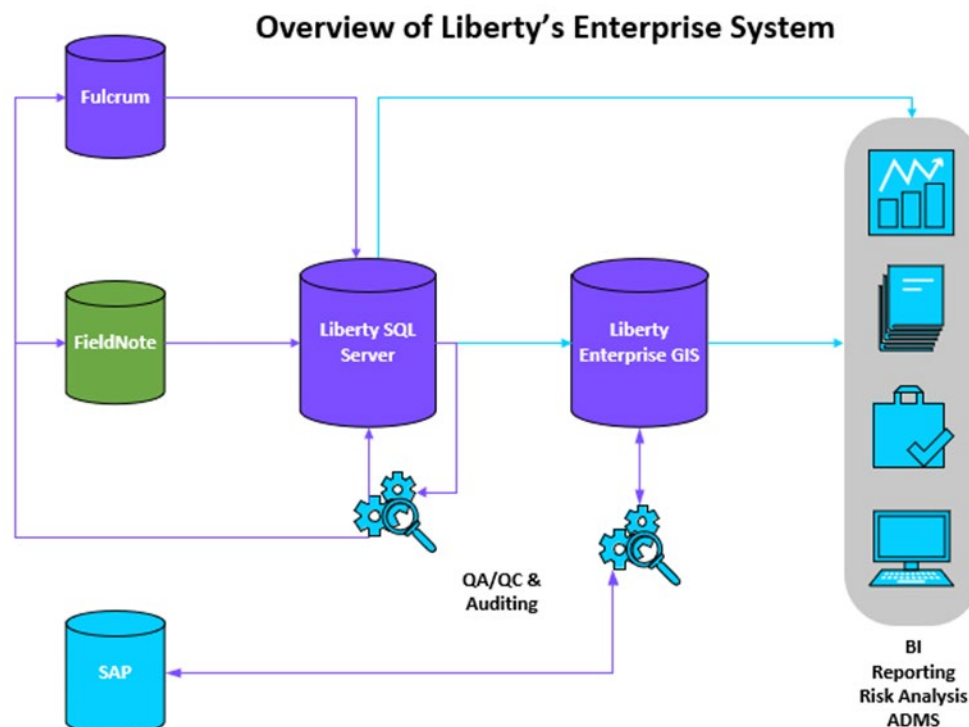 Overview of Liberty's Enterprise System
Fulcrum
FieldNote
Liberty SQL
Server
Liberty
Enterprise GIS
QA/QC &
Auditing
SAP
BI
Reporting
Risk Analysis
ADMS